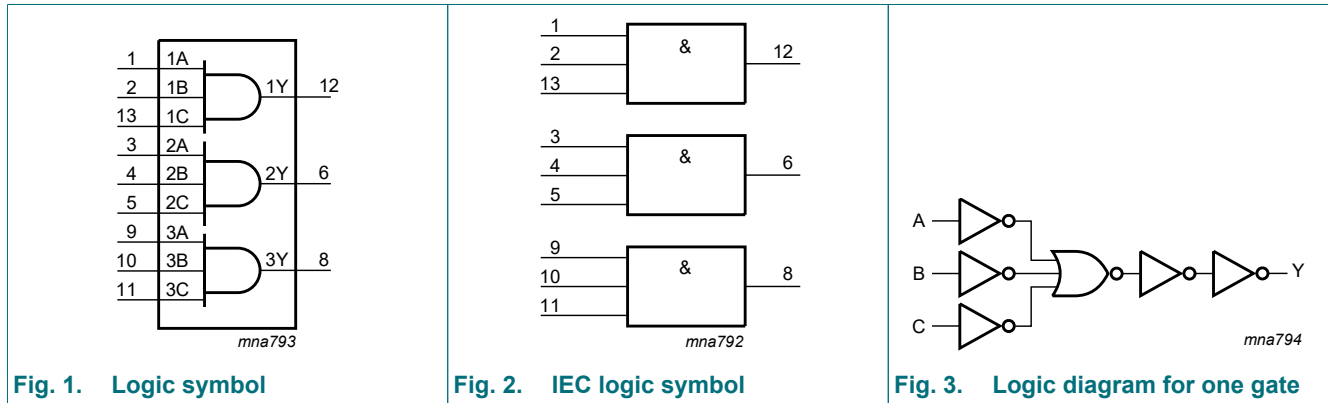 1 1A
2 1B 1Y 12
13 1C
3 2A
4 2B 2Y 6
5 2C
9 3A
10 3B 3Y 8
11 3C
mna793
Fig. 1. Logic symbol
1
2 & 12
13
3
4 & 6
5
9
10 & 8
11
mna792
Fig. 2. IEC logic symbol
A
B Y
C
mna794
Fig. 3. Logic diagram for one gate